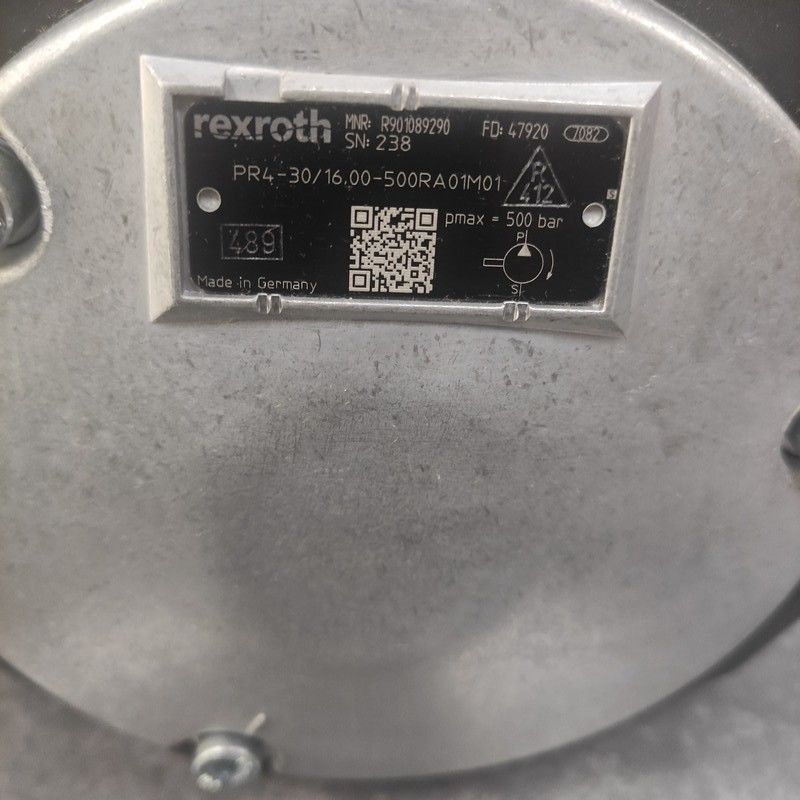 rexroth MNR: R901089290 FD: 47920 7082
SN: 238
PR4-30/16,00-500RA01M01
R
412
S
pmax = 500 bar
P
489
S
Made in Germany